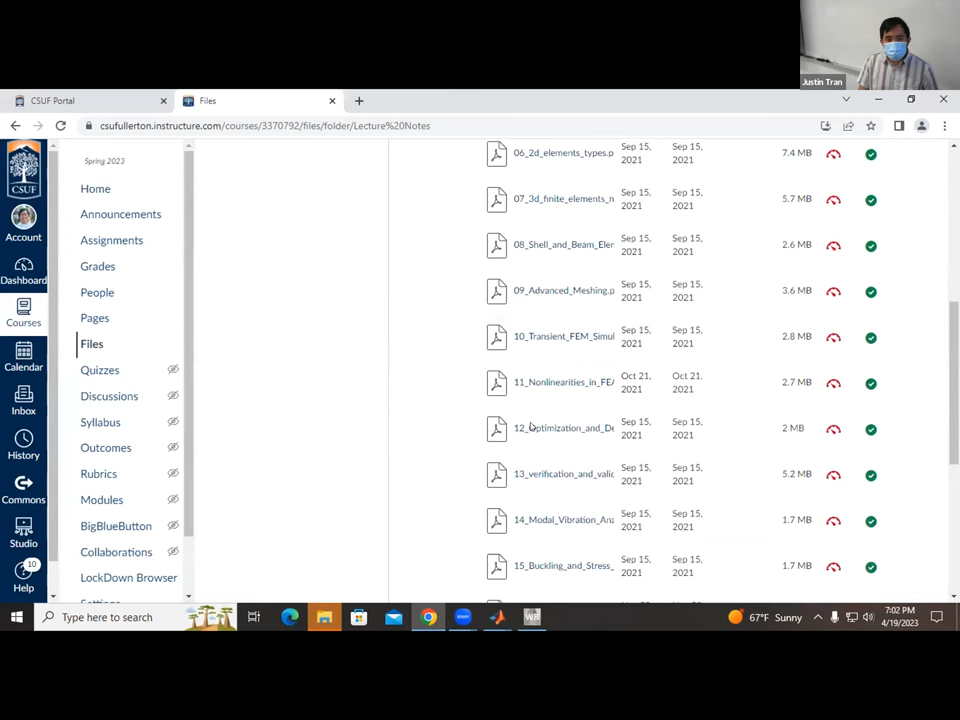 Justin Tran
CSUF Portal
Files
csufullerton.instructure.com/courses/3370792/files/folder/Lecture%20Notes
CSUF
Account
Dashboard
Courses
Calendar
Inbox
History
Commons
Studio
10
Help
Spring 2023
Home
Announcements
Assignments
Grades
People
Pages
Files
Quizzes
Discussions
Syllabus
Outcomes
Rubrics
Modules
BigBlueButton
Collaborations
LockDown Browser
06_2d_elements_types.p Sep 15, 2021 Sep 15, 2021 7.4 MB
07_3d_finite_elements_n Sep 15, 2021 Sep 15, 2021 5.7 MB
08_Shell_and_Beam_Elen Sep 15, 2021 Sep 15, 2021 2.6 MB
09_Advanced_Meshing.p Sep 15, 2021 Sep 15, 2021 3.6 MB
10_Transient_FEM_Simul Sep 15, 2021 Sep 15, 2021 2.8 MB
11_Nonlinearities_in_FEA Oct 21, 2021 Oct 21, 2021 2.7 MB
12_Optimization_and_De Sep 15, 2021 Sep 15, 2021 2 MB
13_verification_and_valid Sep 15, 2021 Sep 15, 2021 5.2 MB
14_Modal_Vibration_Ana Sep 15, 2021 Sep 15, 2021 1.7 MB
15_Buckling_and_Stress_ Sep 15, 2021 Sep 15, 2021 1.7 MB
Type here to search
zoom
WB
67°F Sunny
7:02 PM
4/19/2023